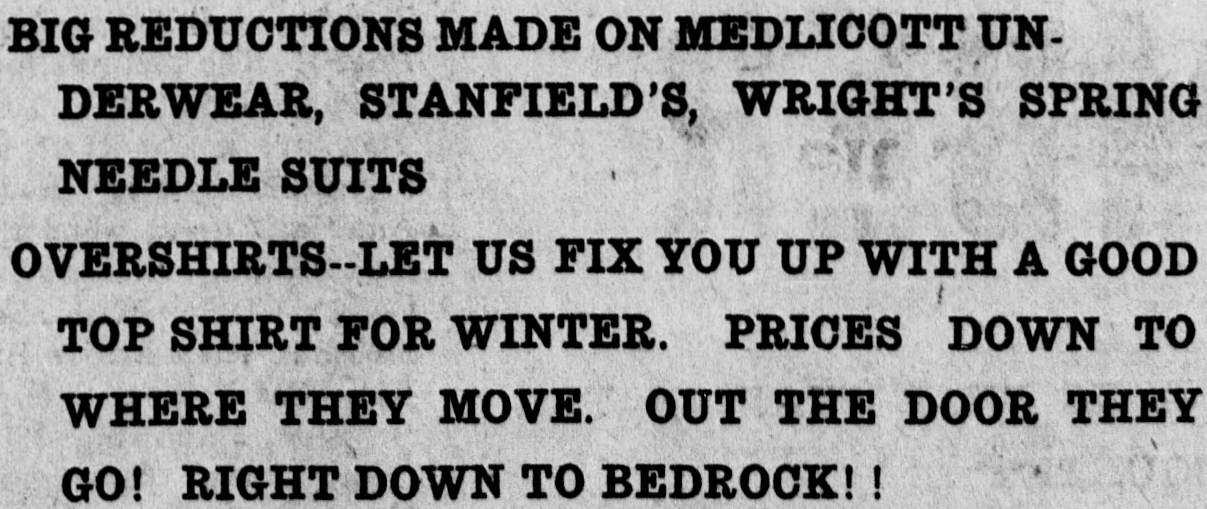 BIG REDUCTIONS MADE ON MEDLICOTT UN-
DERWEAR, STANFIELD'S, WRIGHT'S SPRING
NEEDLE SUITS
OVERSHIRTS--LET US FIX YOU UP WITH A GOOD
TOP SHIRT FOR WINTER. PRICES DOWN TO
WHERE THEY MOVE. OUT THE DOOR THEY
GO! RIGHT DOWN TO BEDROCK!!